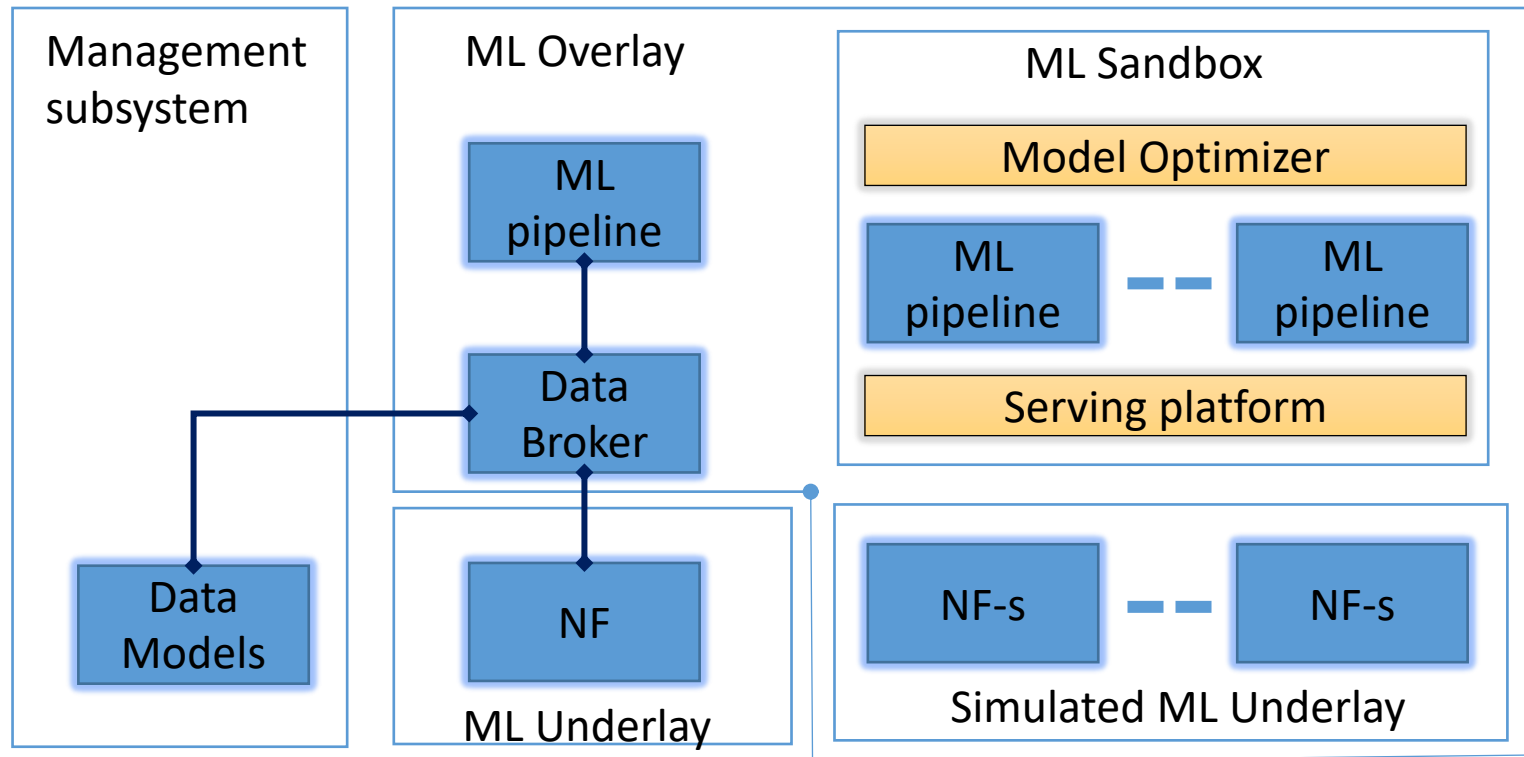 Management
subsystem
Data
Models
ML Overlay
ML
pipeline
Data
Broker
NF
ML Underlay
ML Sandbox
Model Optimizer
ML
pipeline
ML
pipeline
Serving platform
NF-s
NF-s
Simulated ML Underlay